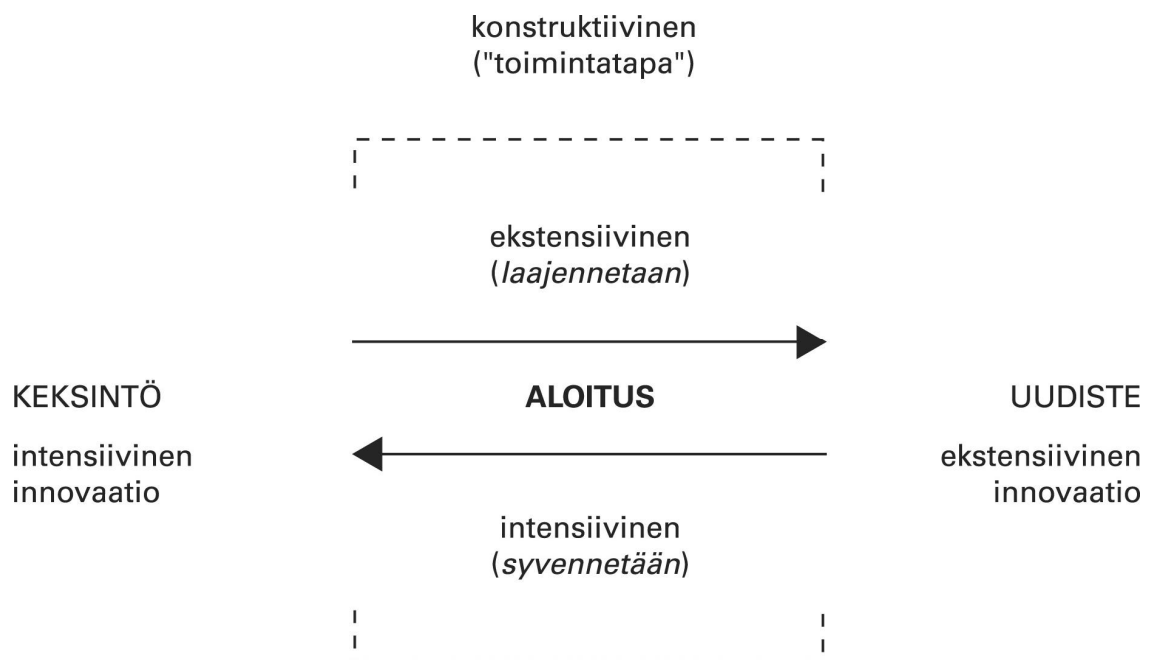 konstruktiivinen
("toimintatapa")
ekstensiivinen
(laajennetaan)
KEKSINTÖ
ALOITUS
UUDISTE
intensiivinen
innovaatio
ekstensiivinen
innovaatio
intensiivinen
(syvennetään)